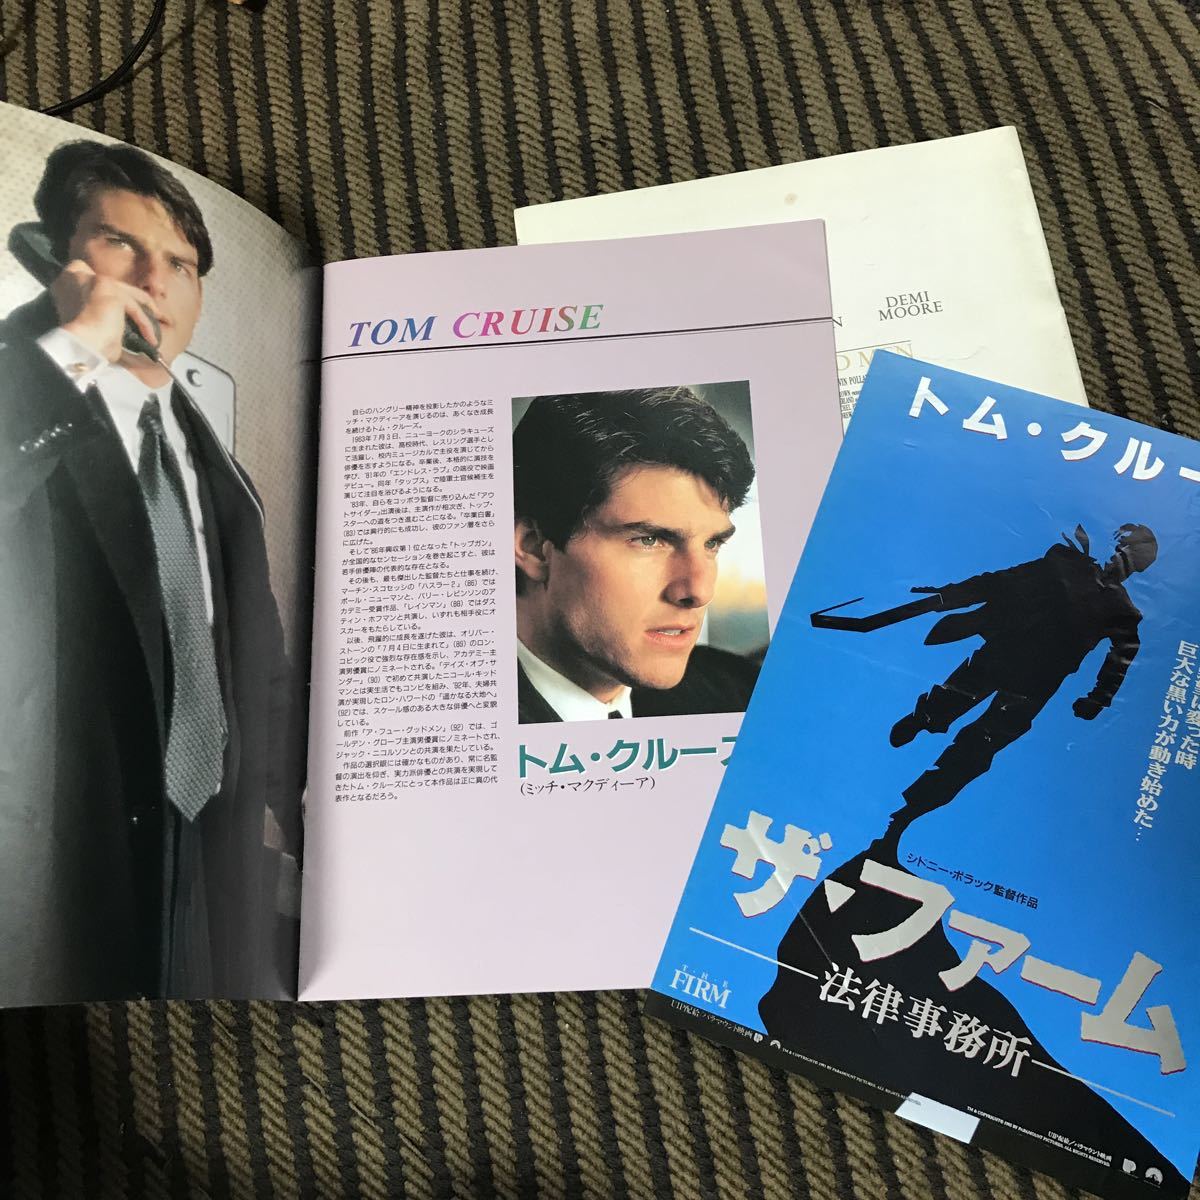 TOM CRUISE
自らのハングリー精神を投影したかのようなミ
ッチ・マクディーアを演じるのは、あくなき成長
を続けるトム・クルーズ。
1963年7月3日、ニューヨークのシラキューズ
に生まれた彼は、高校時代、レスリング選手とし
て活躍し、校内ミュージカルで主役を演じてから
俳優を志すようになる。卒業後、本格的に演技を
学び、'81年の「エンドレス・ラブ」の端役で映画
デビュー。同年「タップス」で陸軍士官候補生を
演じて注目を浴びるようになる。
'83年、自らをコッポラ監督に売り込んだ「アウ
トサイダー」出演後は、主演作が相次ぎ、トップ・
スターへの道をつき進むことになる。「卒業白書」
(83)では興行的にも成功し、彼のファン層をさら
に広げた。
そして'86年興収第1位となった「トップガン」
が全国的なセンセーションを巻き起こすと、彼は
若手俳優陣の代表的な存在となる。
その後も、最も傑出した監督たちと仕事を続け、
マーチン・スコセッシの「ハスラー2」(86)では
ポール・ニューマンと、バリー・レビンソンのア
カデミー受賞作品、「レインマン」(88)ではダス
ティン・ホフマンと共演し、いずれも相手役にオ
スカーをもたらしている。
以後、飛躍的に成長を遂げた彼は、オリバー・
ストーンの「7月4日に生まれて」(89)のロン・
コビック役で強烈な存在感を示し、アカデミー主
演男優賞にノミネートされる。「デイズ・オブ・サ
ンダー」(90)で初めて共演したニコール・キッド
マンとは実生活でもコンビを組み、'92年、夫婦共
演が実現したロン・ハワードの「遥かなる大地へ」
(92)では、スケール感のある大きな俳優へと変貌
している。
前作「ア・フュー・グッドメン」(92)では、ゴ
ールデン・グローブ主演男優賞にノミネートされ、
ジャック・ニコルソンとの共演を果たしている。
作品の選択眼には確かなものがあり、常に名監
督の演出を仰ぎ、実力派俳優との共演を実現して
きたトム・クルーズにとって本作品は正に真の代
表作となるだろう。
トム・クルーズ
(ミッチ・マクディーア)
DEMI
MOORE
トム・クルー
巨大な黒い力が動き始めた…
シドニー・ポラック監督作品
ザ・ファーム
法律事務所
THE
FIRM
UIP配給/パラマウント映画
UIP配給/パラマウント映画